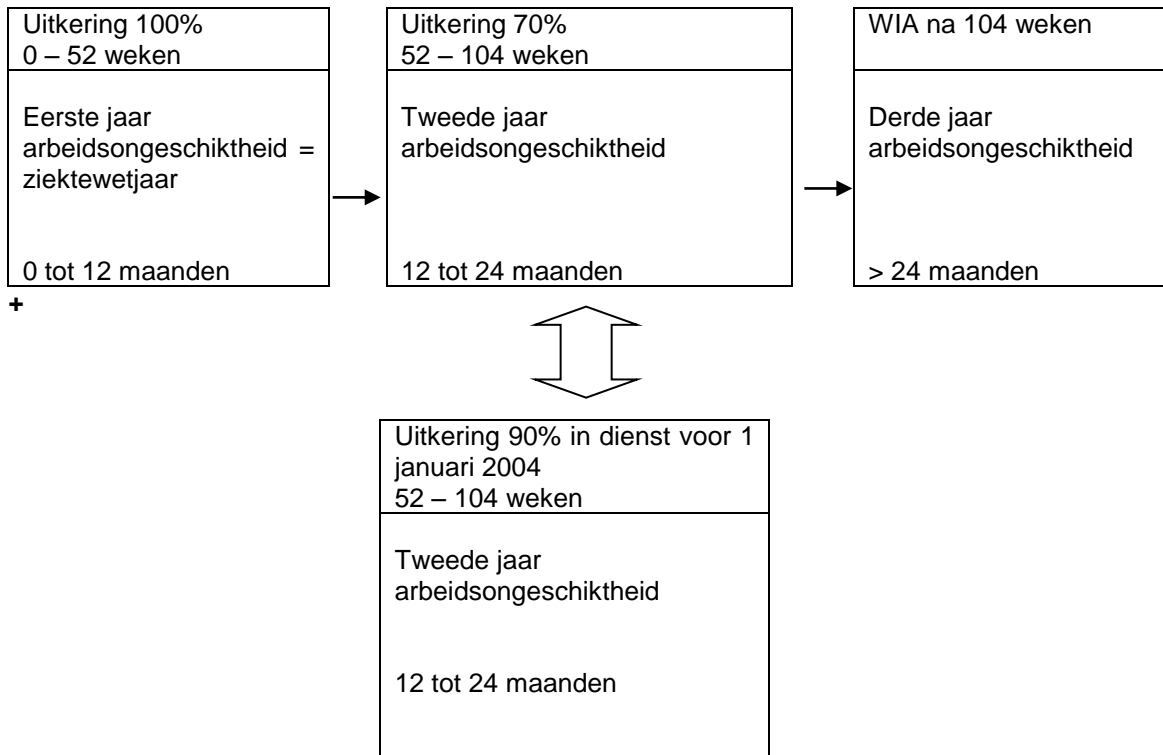 Uitkering 100%
0 – 52 weken
Eerste jaar
arbeidsongeschiktheid =
ziektewetjaar
0 tot 12 maanden
+
Uitkering 70%
52 – 104 weken
Tweede jaar
arbeidsongeschiktheid
12 tot 24 maanden
WIA na 104 weken
Derde jaar
arbeidsongeschiktheid
> 24 maanden
Uitkering 90% in dienst voor 1
januari 2004
52 – 104 weken
Tweede jaar
arbeidsongeschiktheid
12 tot 24 maanden